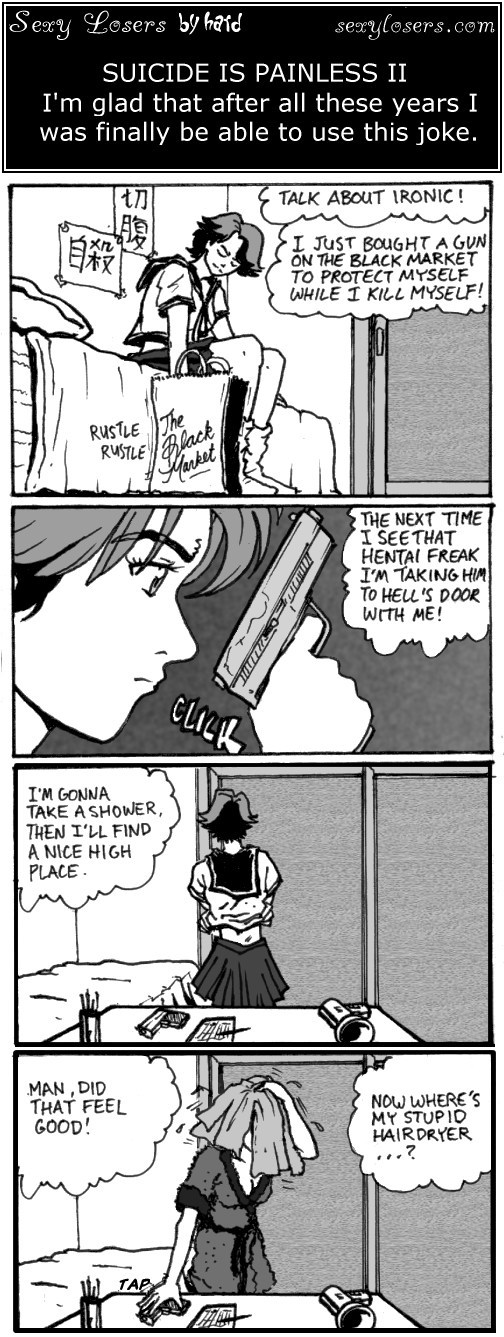 Sexy Losers by hard
sexylosers.com
SUICIDE IS PAINLESS II
I'm glad that after all these years I
was finally be able to use this joke.
切
腹
自殺
TALK ABOUT IRONIC!
I JUST BOUGHT A GUN
ON THE BLACK MARKET
TO PROTECT MYSELF
WHILE I KILL MYSELF!
RUSTLE
RUSTLE
The
Black
Market
THE NEXT TIME
I SEE THAT
HENTAI FREAK
I'M TAKING HIM
TO HELL'S DOOR
WITH ME!
CLICK
I'M GONNA
TAKE A SHOWER,
THEN I'LL FIND
A NICE HIGH
PLACE.
MAN, DID
THAT FEEL
GOOD!
NOW WHERE'S
MY STUPID
HAIRDRYER
...?
TAP